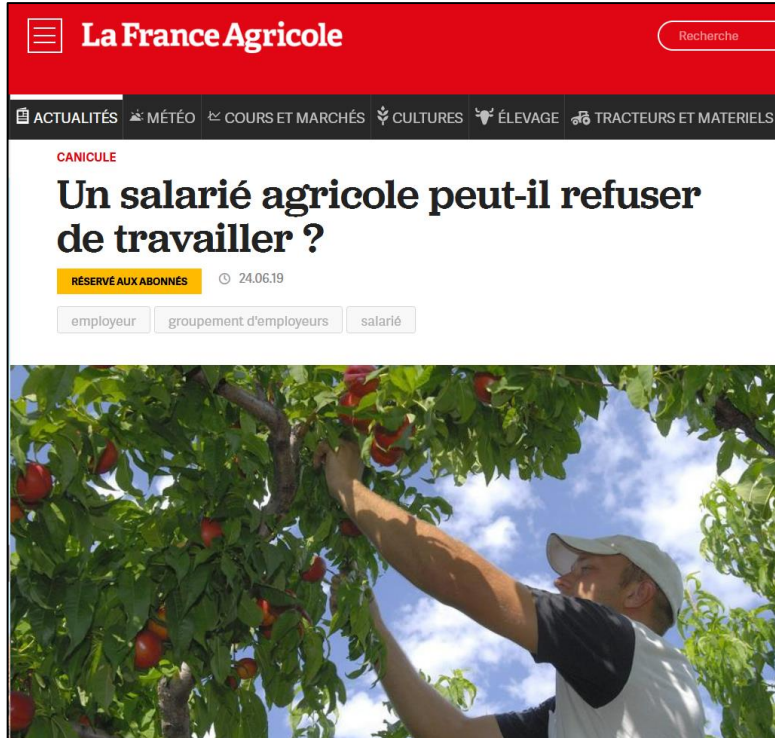 La France Agricole
Recherche
ACTUALITÉS MÉTÉO COURS ET MARCHÉS CULTURES ÉLEVAGE TRACTEURS ET MATERIELS
CANICULE
Un salarié agricole peut-il refuser
de travailler ?
RÉSERVÉ AUX ABONNÉS 24.06.19
employeur groupement d'employeurs salarié